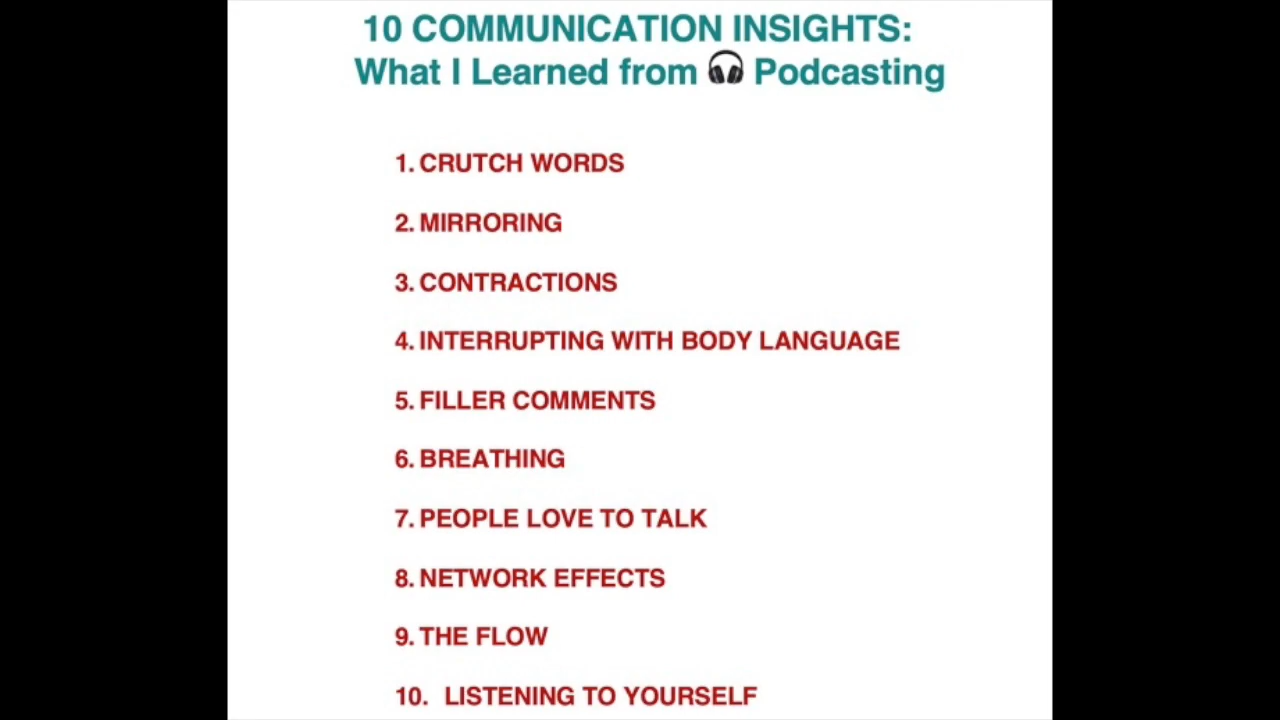 10 COMMUNICATION INSIGHTS:
What I Learned from 🎧 Podcasting
1. CRUTCH WORDS
2. MIRRORING
3. CONTRACTIONS
4. INTERRUPTING WITH BODY LANGUAGE
5. FILLER COMMENTS
6. BREATHING
7. PEOPLE LOVE TO TALK
8. NETWORK EFFECTS
9. THE FLOW
10. LISTENING TO YOURSELF